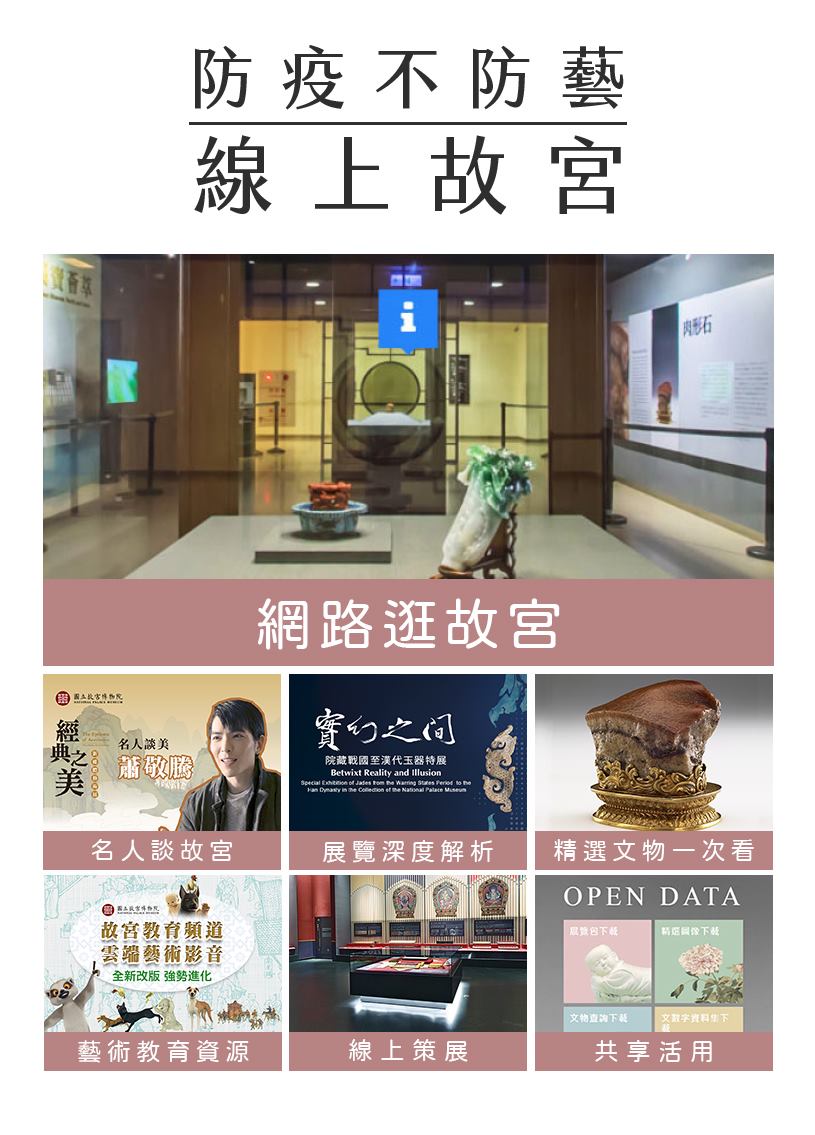 防疫不防藝
線上故宮
寶薈萃
肉形石
網路逛故宮
國立故宮博物院
NATIONAL PALACE MUSEUM
經典之美
名人談美
蕭敬騰
名人談故宮
實幻之間
院藏戰國至漢代玉器特展
Betwixt Reality and Illusion
Special Exhibition of Jades from the Warring States Period to the
Han Dynasty in the Collection of the National Palace Museum
展覽深度解析
精選文物一次看
國立故宮博物院
NATIONAL PALACE MUSEUM
故宮教育頻道
雲端藝術影音
全新改版 強勢進化
藝術教育資源
線上策展
OPEN DATA
展覽包下載
精選圖像下載
文物查詢下載
文數字資料集下
載
共享活用